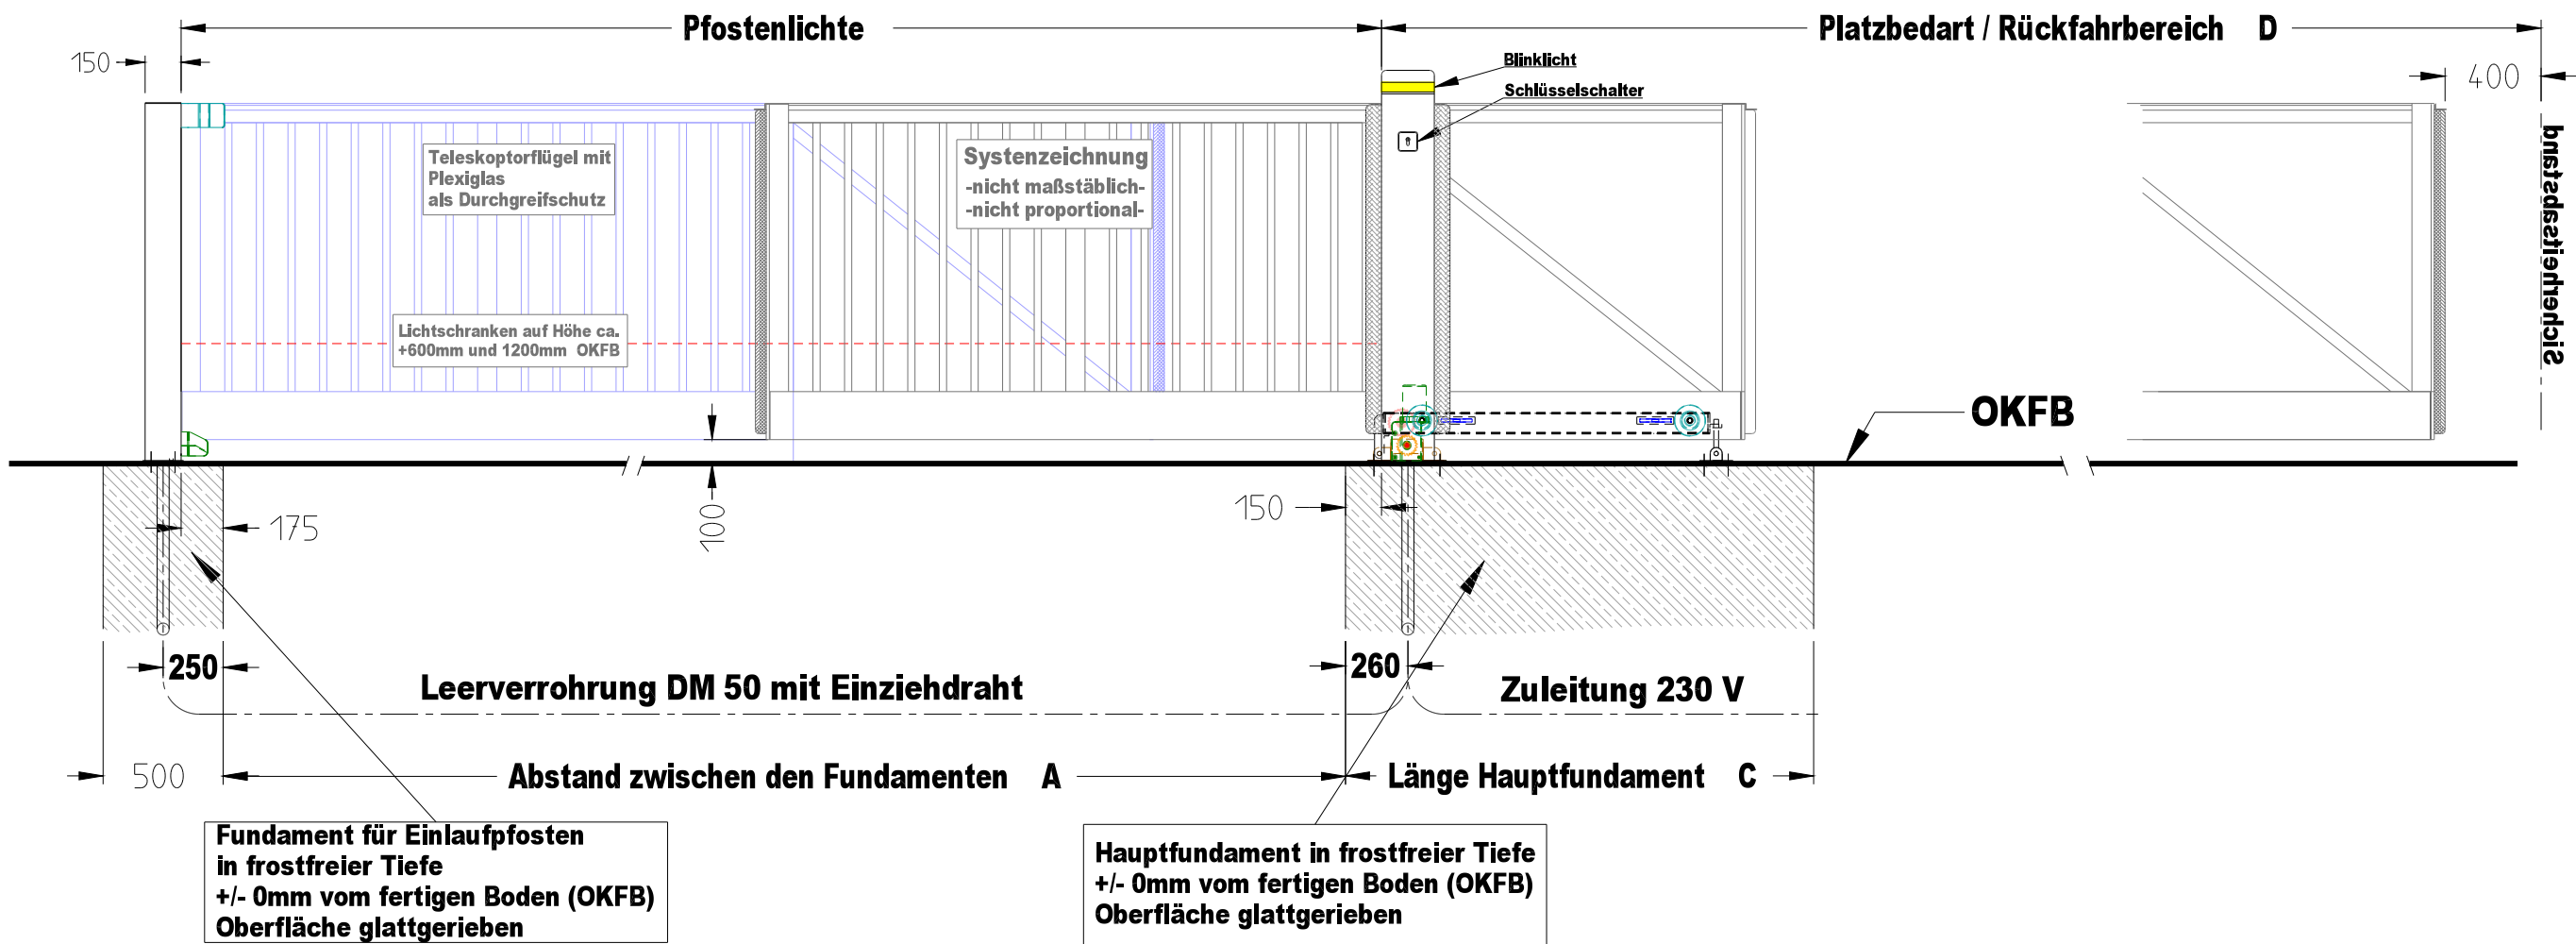 Pfostenlichte
Platzbedart / Rückfahrbereich D
150
Blinklicht
Schlüsselschalter
400
Teleskoptorflügel mit
Plexiglas
als Durchgreifschutz
Systenzeichnung
-nicht maßstäblich-
-nicht proportional-
Sicherheitsabstand
Lichtschranken auf Höhe ca.
+600mm und 1200mm OKFB
OKFB
175
100
150
250
Leerverrohrung DM 50 mit Einziehdraht
260
Zuleitung 230 V
500
Abstand zwischen den Fundamenten A
Länge Hauptfundament C
Fundament für Einlaufpfosten
in frostfreier Tiefe
+/- 0mm vom fertigen Boden (OKFB)
Oberfläche glattgerieben
Hauptfundament in frostfreier Tiefe
+/- 0mm vom fertigen Boden (OKFB)
Oberfläche glattgerieben